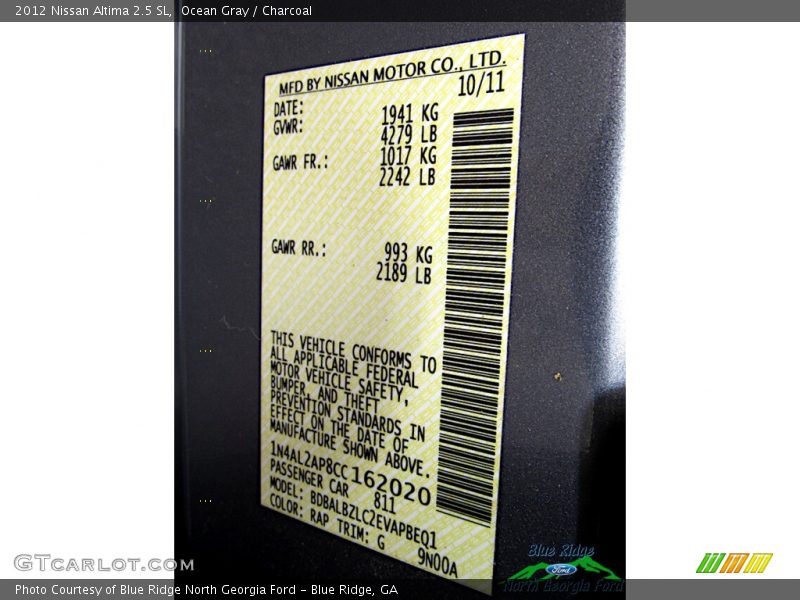 2012 Nissan Altima 2.5 SL, Ocean Gray / Charcoal
MFD BY NISSAN MOTOR CO., LTD.
DATE: 10/11
GVWR: 1941 KG
4279 LB
GAWR FR.: 1017 KG
2242 LB
GAWR RR.: 993 KG
2189 LB
THIS VEHICLE CONFORMS TO
ALL APPLICABLE FEDERAL
MOTOR VEHICLE SAFETY,
BUMPER, AND THEFT
PREVENTION STANDARDS IN
EFFECT ON THE DATE OF
MANUFACTURE SHOWN ABOVE.
1N4AL2AP8CC162020
PASSENGER CAR 811
MODEL: BDBALBZLC2EVAPBEQ1
COLOR: RAP TRIM: G 9N00A
Blue Ridge
Ford
North Georgia Ford
GTcarlot.com
Photo Courtesy of Blue Ridge North Georgia Ford - Blue Ridge, GA